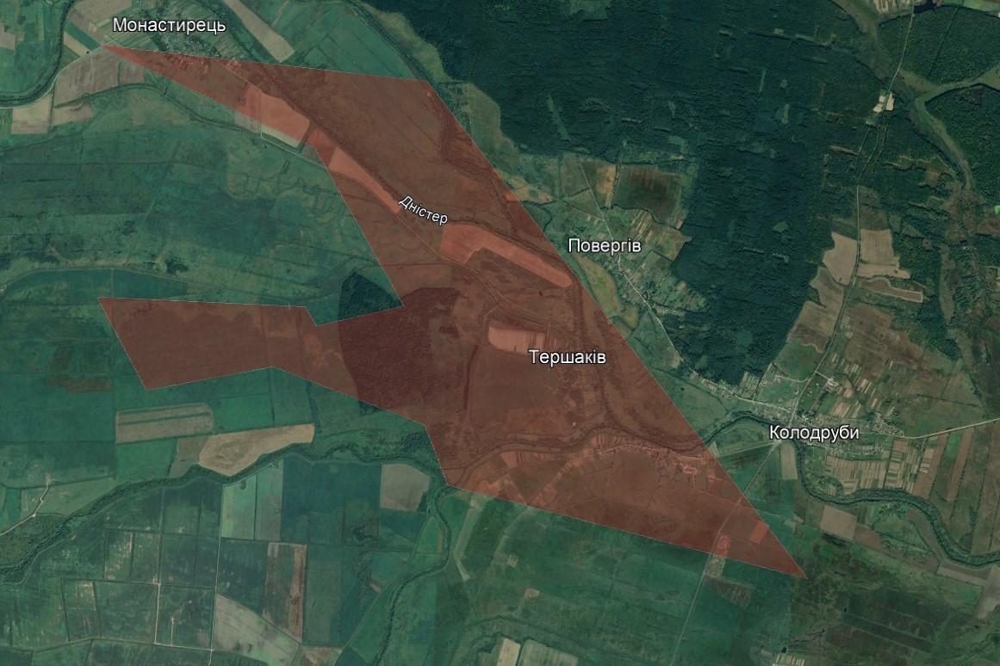 Монастирець
Дністер
Повергів
Тершаків
Колодруби